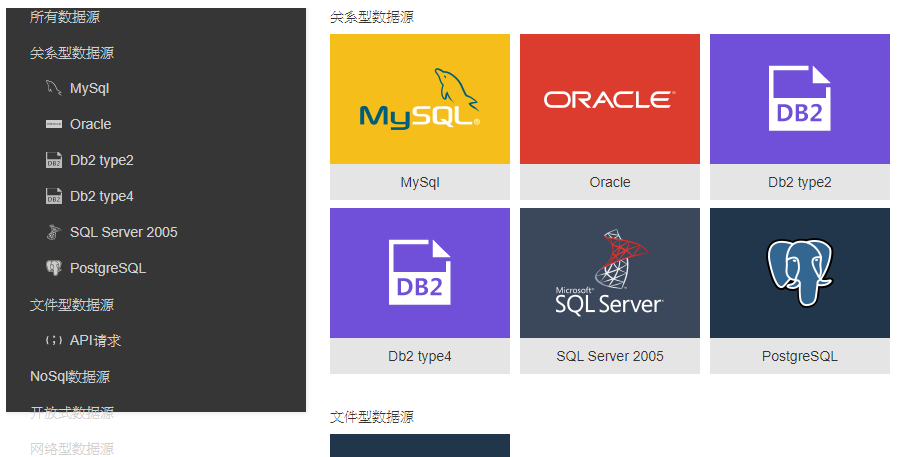 所有数据源
关系型数据源
MySql
Oracle
Db2 type2
Db2 type4
SQL Server 2005
PostgreSQL
文件型数据源
API请求
NoSql数据源
开放式数据源
网络型数据源
关系型数据源
MySQL®
ORACLE®
DB2
MySql
Oracle
Db2 type2
DB2
Microsoft®
SQL Server®
Db2 type4
SQL Server 2005
PostgreSQL
文件型数据源